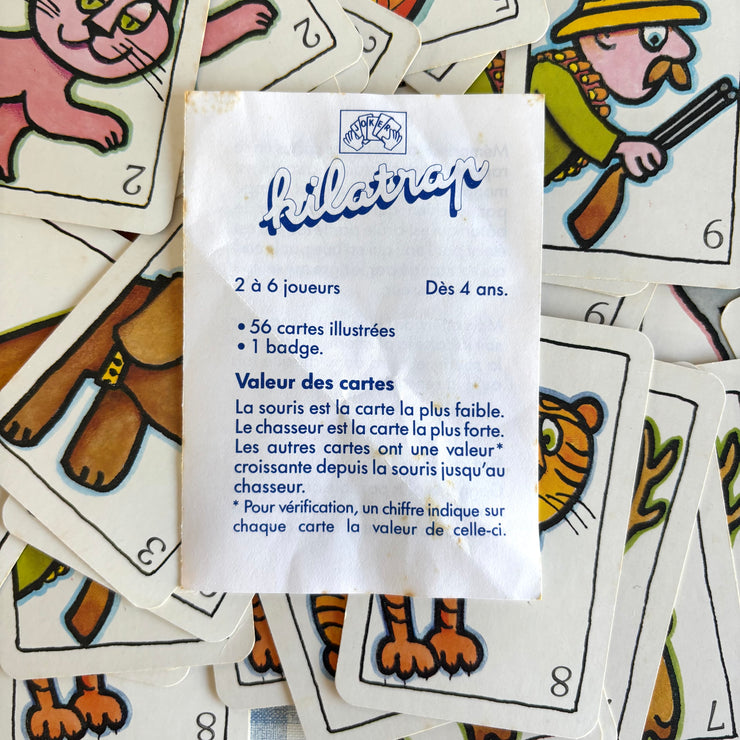 JOKER
hilatrap
2 à 6 joueurs Dès 4 ans.
• 56 cartes illustrées
• 1 badge.
Valeur des cartes
La souris est la carte la plus faible.
Le chasseur est la carte la plus forte.
Les autres cartes ont une valeur*
croissante depuis la souris jusqu'au
chasseur.
* Pour vérification, un chiffre indique sur
chaque carte la valeur de celle-ci.
2
2
9
6
6
3
8
8
7